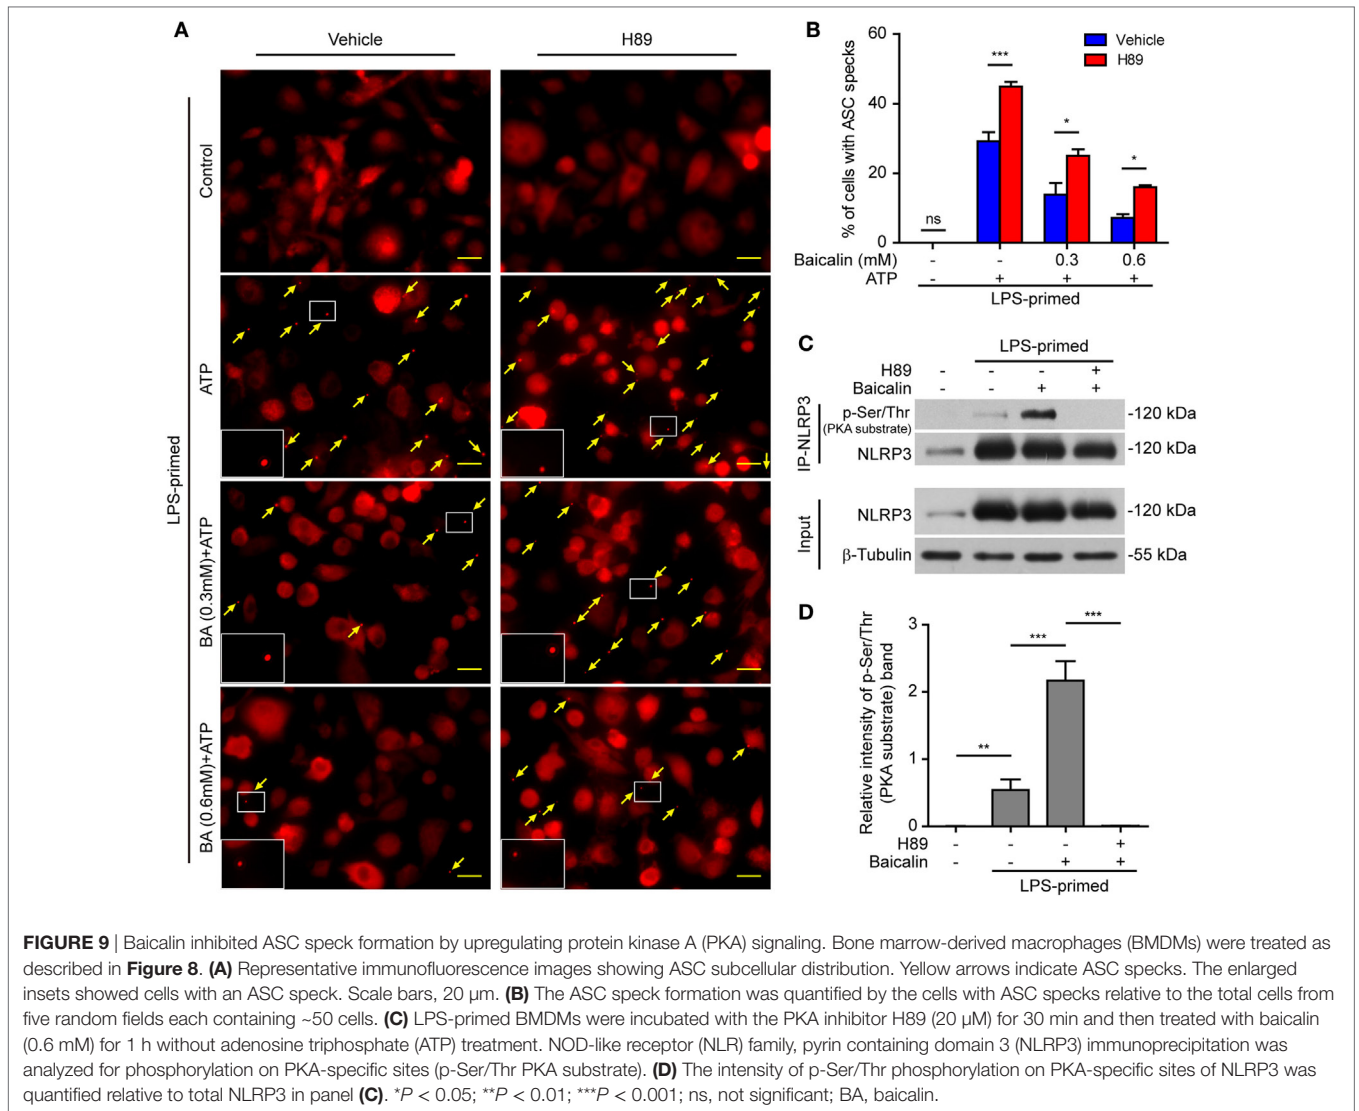 A
Vehicle
H89
LPS-primed
Control
ATP
BA (0.3mM)+ATP
BA (0.6mM)+ATP
B
% of cells with ASC specks
60
40
20
0
Vehicle
H89
ns
***
*
*
Baicalin (mM) - - 0.3 0.6
ATP - + + +
LPS-primed
C
LPS-primed
H89 - - - +
Baicalin - - + +
IP-NLRP3
p-Ser/Thr
(PKA substrate)
-120 kDa
NLRP3
-120 kDa
Input
NLRP3
-120 kDa
β-Tubulin
-55 kDa
D
Relative intensity of p-Ser/Thr
(PKA substrate) band
3
2
1
0
**
***
***
H89 - - - +
Baicalin - - + +
LPS-primed
FIGURE 9 | Baicalin inhibited ASC speck formation by upregulating protein kinase A (PKA) signaling. Bone marrow-derived macrophages (BMDMs) were treated as
described in Figure 8. (A) Representative immunofluorescence images showing ASC subcellular distribution. Yellow arrows indicate ASC specks. The enlarged
insets showed cells with an ASC speck. Scale bars, 20 µm. (B) The ASC speck formation was quantified by the cells with ASC specks relative to the total cells from
five random fields each containing ~50 cells. (C) LPS-primed BMDMs were incubated with the PKA inhibitor H89 (20 µM) for 30 min and then treated with baicalin
(0.6 mM) for 1 h without adenosine triphosphate (ATP) treatment. NOD-like receptor (NLR) family, pyrin containing domain 3 (NLRP3) immunoprecipitation was
analyzed for phosphorylation on PKA-specific sites (p-Ser/Thr PKA substrate). (D) The intensity of p-Ser/Thr phosphorylation on PKA-specific sites of NLRP3 was
quantified relative to total NLRP3 in panel (C). *P < 0.05; **P < 0.01; ***P < 0.001; ns, not significant; BA, baicalin.